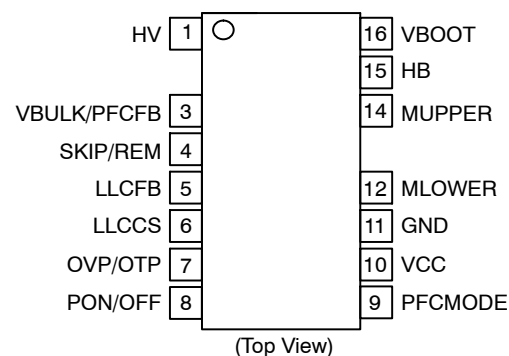 HV 1 16 VBOOT
15 HB
VBULK/PFCFB 3 14 MUPPER
SKIP/REM 4
LLCFB 5 12 MLOWER
LLCCS 6 11 GND
OVP/OTP 7 10 VCC
PON/OFF 8 9 PFCMODE
(Top View)